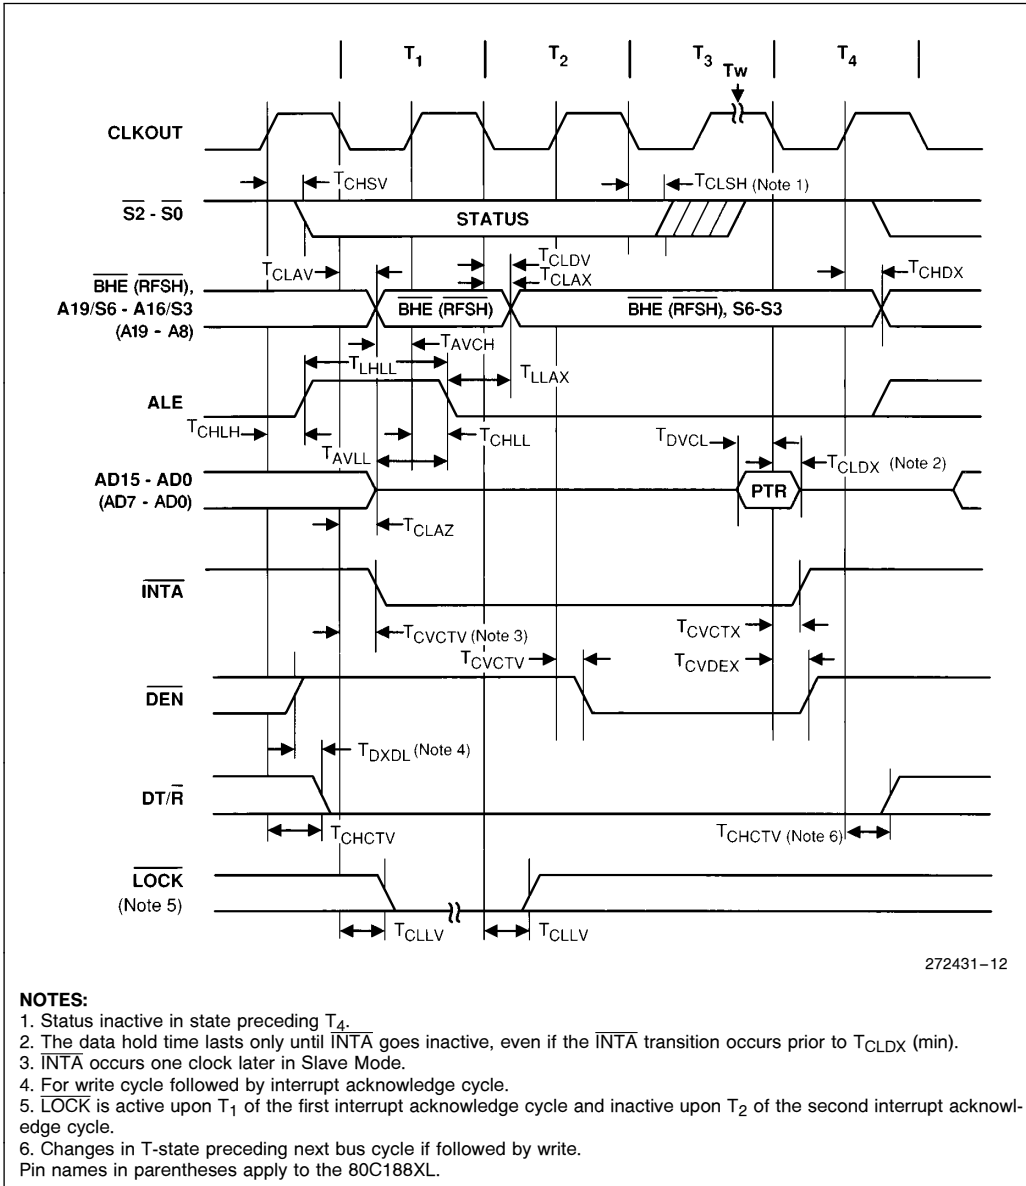 T1 T2 T3 T4
Tw
CLKOUT
TCHSV TCLSH (Note 1)
S2 - S0 STATUS
TCLDV
TCLAV TCLAX TCHDX
BHE (RFSH),
A19/S6 - A16/S3 BHE (RFSH) BHE (RFSH), S6-S3
(A19 - A8)
TAVCH
TLHLL TLLAX
ALE
TCHLH TCHLL TDVCL
TAVLL TCLDX (Note 2)
AD15 - AD0 PTR
(AD7 - AD0)
TCLAZ
INTA
TCVCTV (Note 3) TCVCTX
TCVCTV TCVDEX
DEN
TDXDL (Note 4)
DT/R
TCHCTV TCHCTV (Note 6)
LOCK
(Note 5)
TCLLV TCLLV
272431-12
NOTES:
1. Status inactive in state preceding T4.
2. The data hold time lasts only until INTA goes inactive, even if the INTA transition occurs prior to TCLDX (min).
3. INTA occurs one clock later in Slave Mode.
4. For write cycle followed by interrupt acknowledge cycle.
5. LOCK is active upon T1 of the first interrupt acknowledge cycle and inactive upon T2 of the second interrupt acknowl-
edge cycle.
6. Changes in T-state preceding next bus cycle if followed by write.
Pin names in parentheses apply to the 80C188XL.